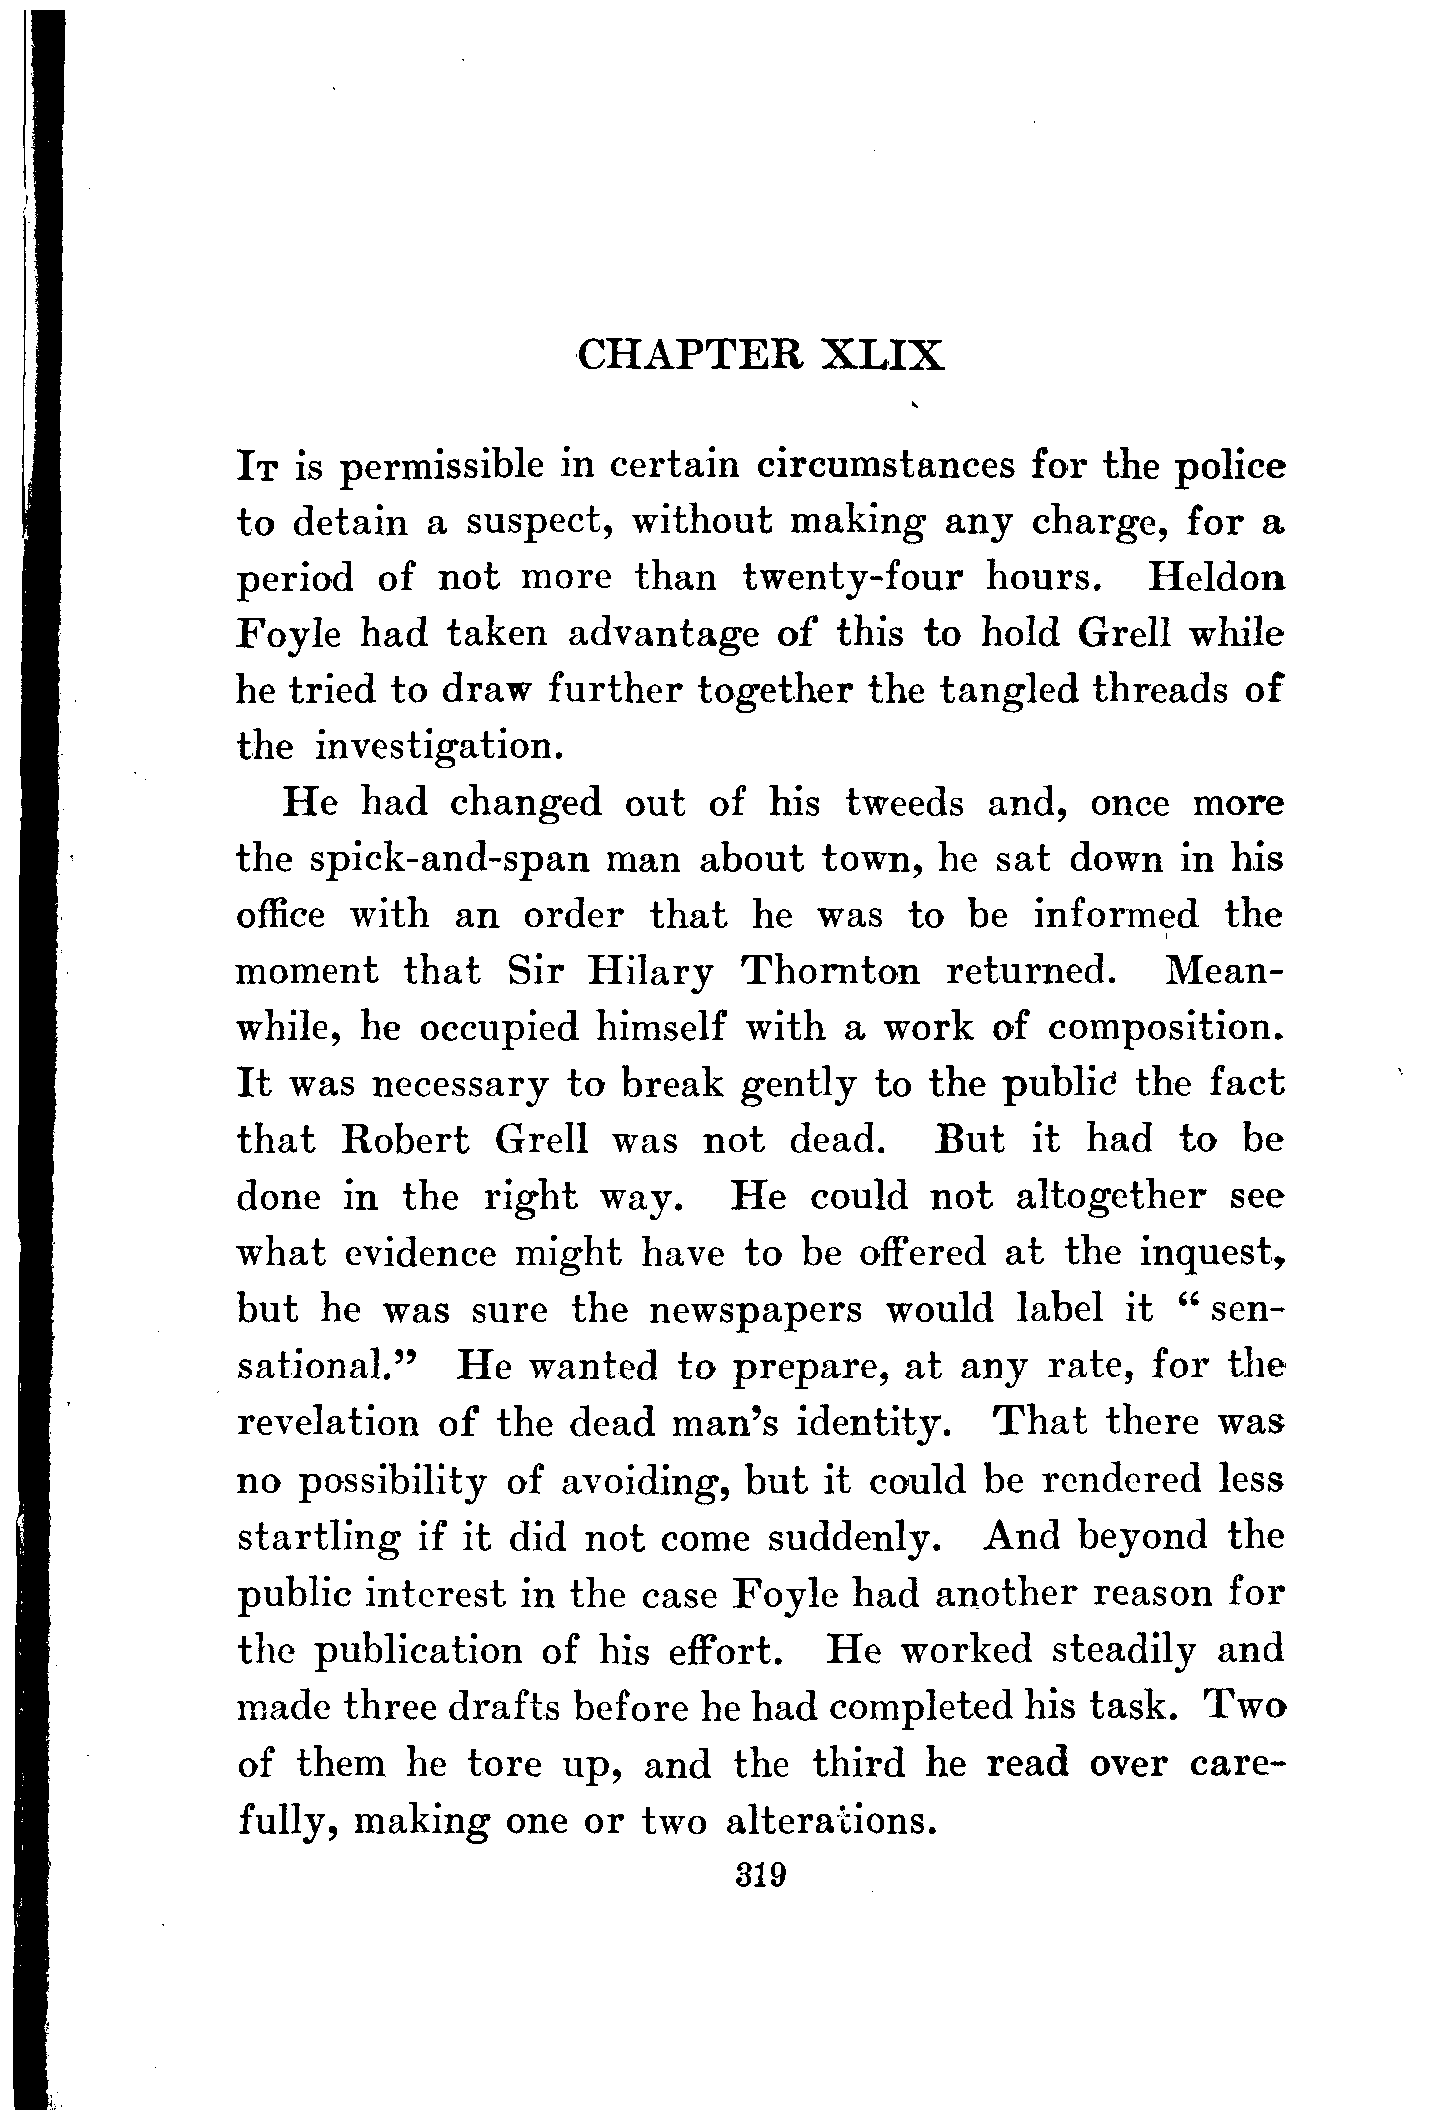 CHAPTER XLIX
IT is permissible in certain circumstances for the police
to detain a suspect, without making any charge, for a
period of not more than twenty-four hours. Heldon
Foyle had taken advantage of this to hold Grell while
he tried to draw further together the tangled threads of
the investigation.
He had changed out of his tweeds and, once more
the spick-and-span man about town, he sat down in his
office with an order that he was to be informed the
moment that Sir Hilary Thornton returned. Mean-
while, he occupied himself with a work of composition.
It was necessary to break gently to the public the fact
that Robert Grell was not dead. But it had to be
done in the right way. He could not altogether see
what evidence might have to be offered at the inquest,
but he was sure the newspapers would label it “ sen-
sational.” He wanted to prepare, at any rate, for the
revelation of the dead man’s identity. That there was
no possibility of avoiding, but it could be rendered less
startling if it did not come suddenly. And beyond the
public interest in the case Foyle had another reason for
the publication of his effort. He worked steadily and
made three drafts before he had completed his task. Two
of them he tore up, and the third he read over care-
fully, making one or two alterations.
319